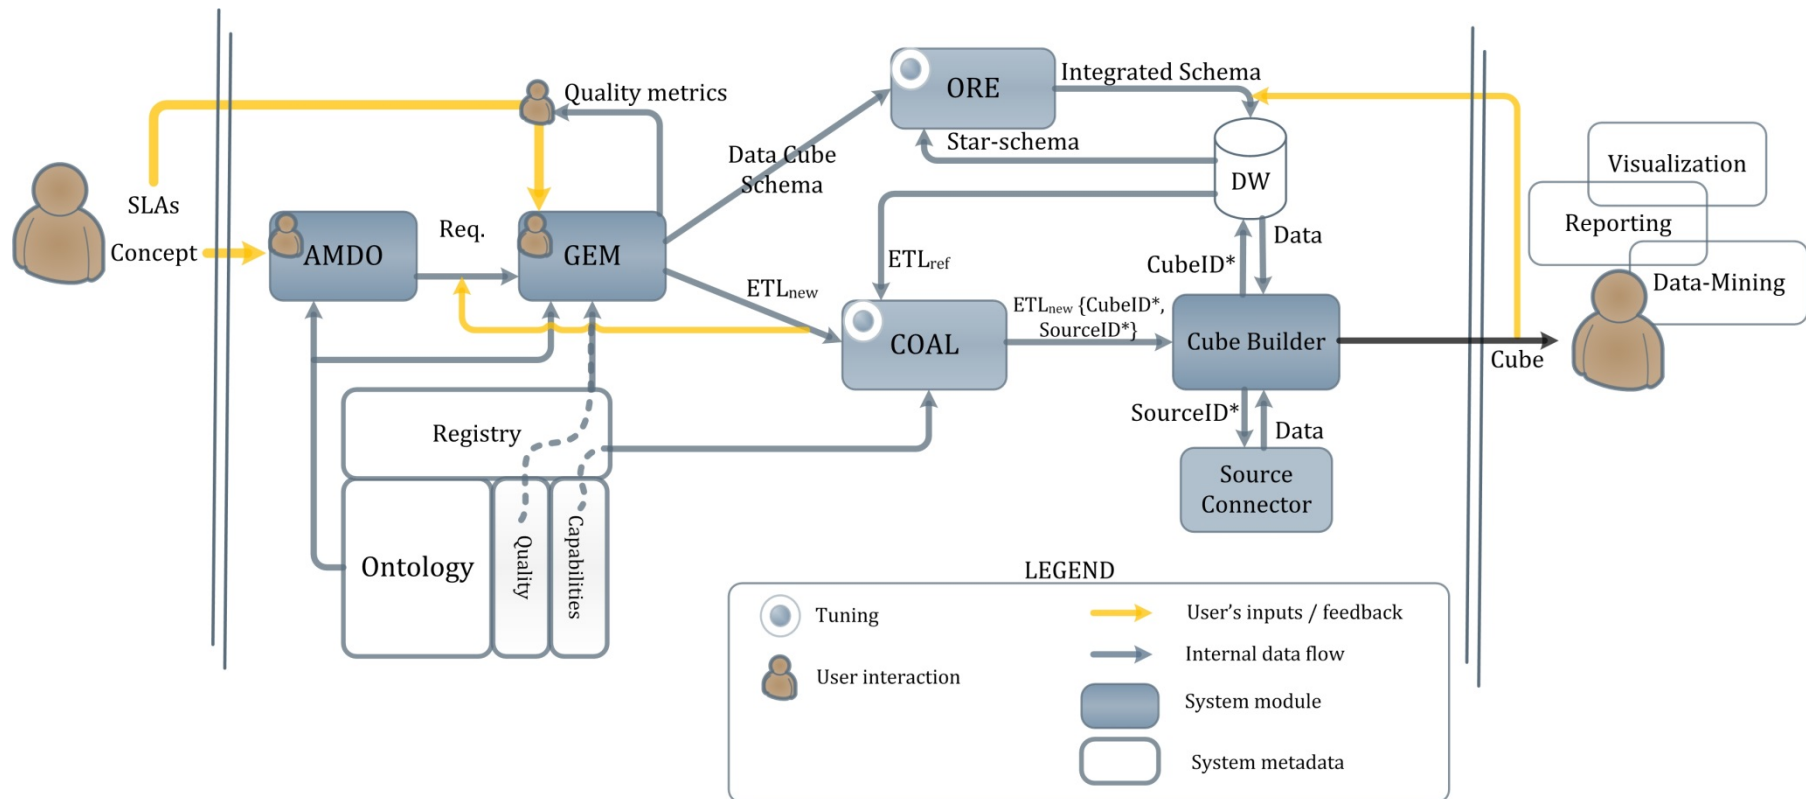 Quality metrics
ORE
Integrated Schema
Star-schema
Data Cube
Schema
DW
Visualization
Reporting
Data-Mining
SLAs
Concept
AMDO
Req.
GEM
ETLnew
ETLref
CubeID*
Data
COAL
ETLnew {CubeID*,
SourceID*}
Cube Builder
Cube
SourceID*
Data
Source
Connector
Registry
Ontology
Quality
Capabilities
LEGEND
Tuning
User interaction
User's inputs / feedback
Internal data flow
System module
System metadata